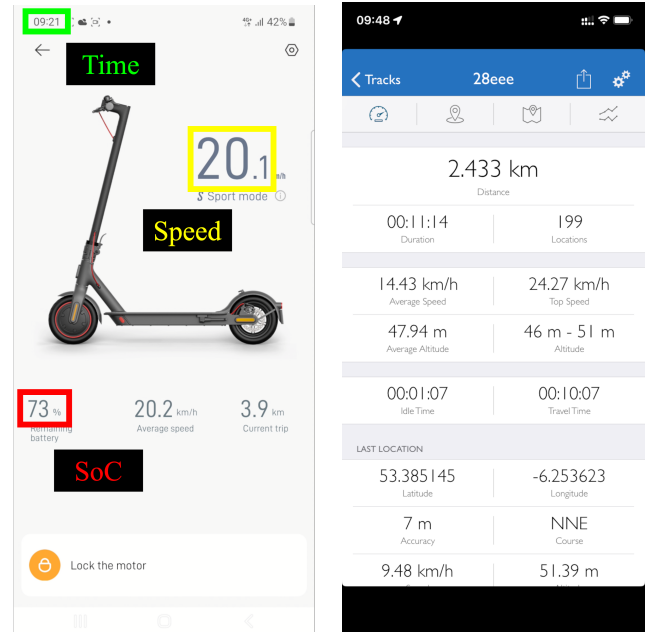 09:21
42%
Time
20.1 km/h
S Sport mode
Speed
73 %
20.2 km/h
3.9 km
Remaining
battery
Average speed
Current trip
SoC
Lock the motor
09:48
Tracks
28eee
2.433 km
Distance
00:11:14
199
Duration
Locations
14.43 km/h
24.27 km/h
Average Speed
Top Speed
47.94 m
46 m - 51 m
Average Altitude
Altitude
00:01:07
00:10:07
Idle Time
Travel Time
LAST LOCATION
53.385145
-6.253623
Latitude
Longitude
7 m
NNE
Accuracy
Course
9.48 km/h
51.39 m